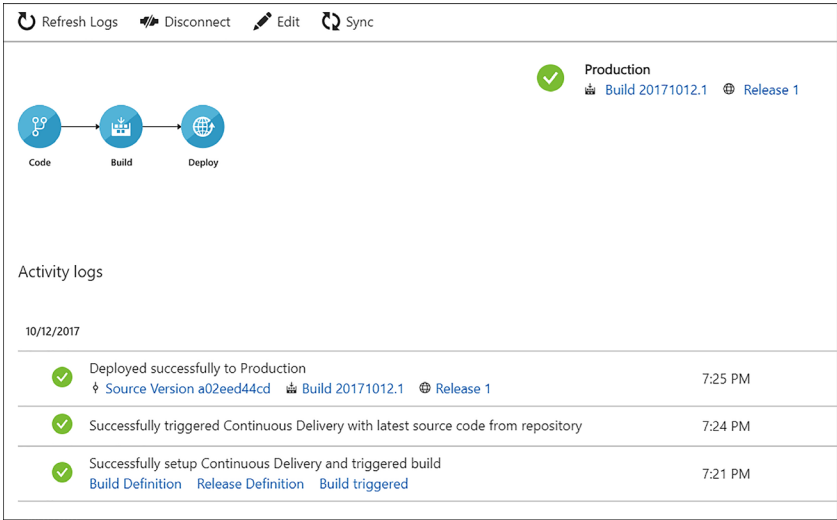 Refresh Logs Disconnect Edit Sync
Production
Build 20171012.1 Release 1
Code Build Deploy
Activity logs
10/12/2017
Deployed successfully to Production
Source Version a02eed44cd Build 20171012.1 Release 1 7:25 PM
Successfully triggered Continuous Delivery with latest source code from repository 7:24 PM
Successfully setup Continuous Delivery and triggered build
Build Definition Release Definition Build triggered 7:21 PM